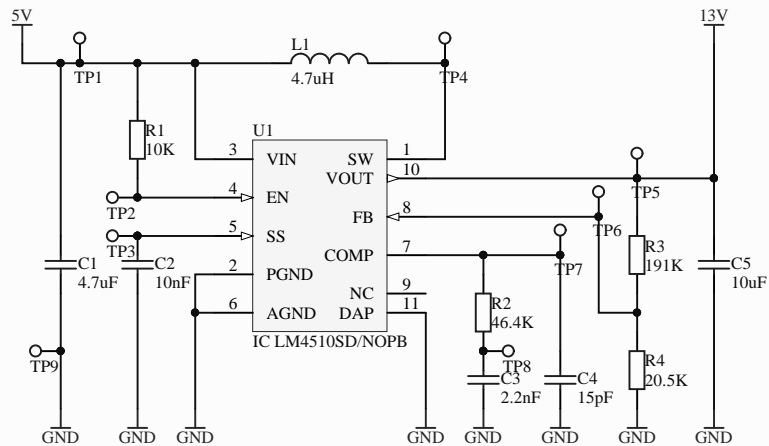 5V
13V
TP1
L1
4.7uH
TP4
R1
10K
U1
3
VIN
SW
1
VOUT
10
TP2
4
EN
FB
8
TP6
TP5
TP3
5
SS
COMP
7
TP7
R3
191K
C1
4.7uF
C2
10nF
2
PGND
NC
9
C5
10uF
6
AGND
DAP
11
R2
46.4K
IC LM4510SD/NOPB
TP9
TP8
C3
2.2nF
C4
15pF
R4
20.5K
GND
GND
GND
GND
GND
GND
GND
GND